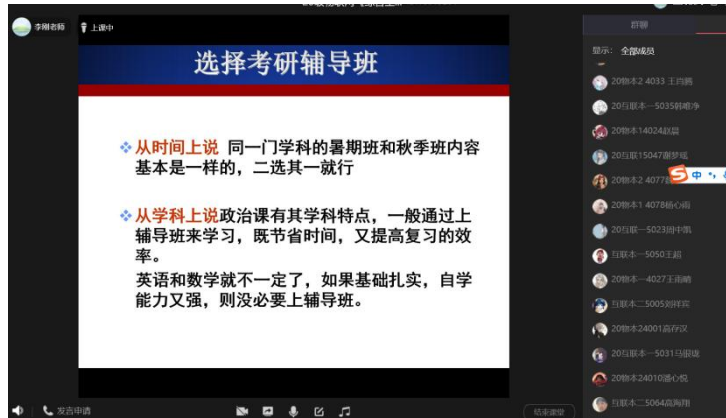 李刚老师
上课中
群聊
选择考研辅导班
显示: 全部成员
从时间上说 同一门学科的暑期班和秋季班内容
基本是一样的，二选其一就行
从学科上说政治课有其学科特点，一般通过上
辅导班来学习，既节省时间，又提高复习的效
率。
英语和数学就不一定了，如果基础扎实，自学
能力又强，则没必要上辅导班。
20物本2 4033 王肖腾
20互联本一5035韩唯净
20物本14024赵晨
20互联15047谢梦瑶
20物本2 4077
中
20物本1 4078杨心雨
20互联一5023周中凯
互联本一5050王超
20物本一4027王雨晴
互联本二5005刘祥宾
20物本24001高存汉
20互联本一5031马银珑
20物本24010潘心悦
互联本二5064高海翔
发言申请
结束课堂